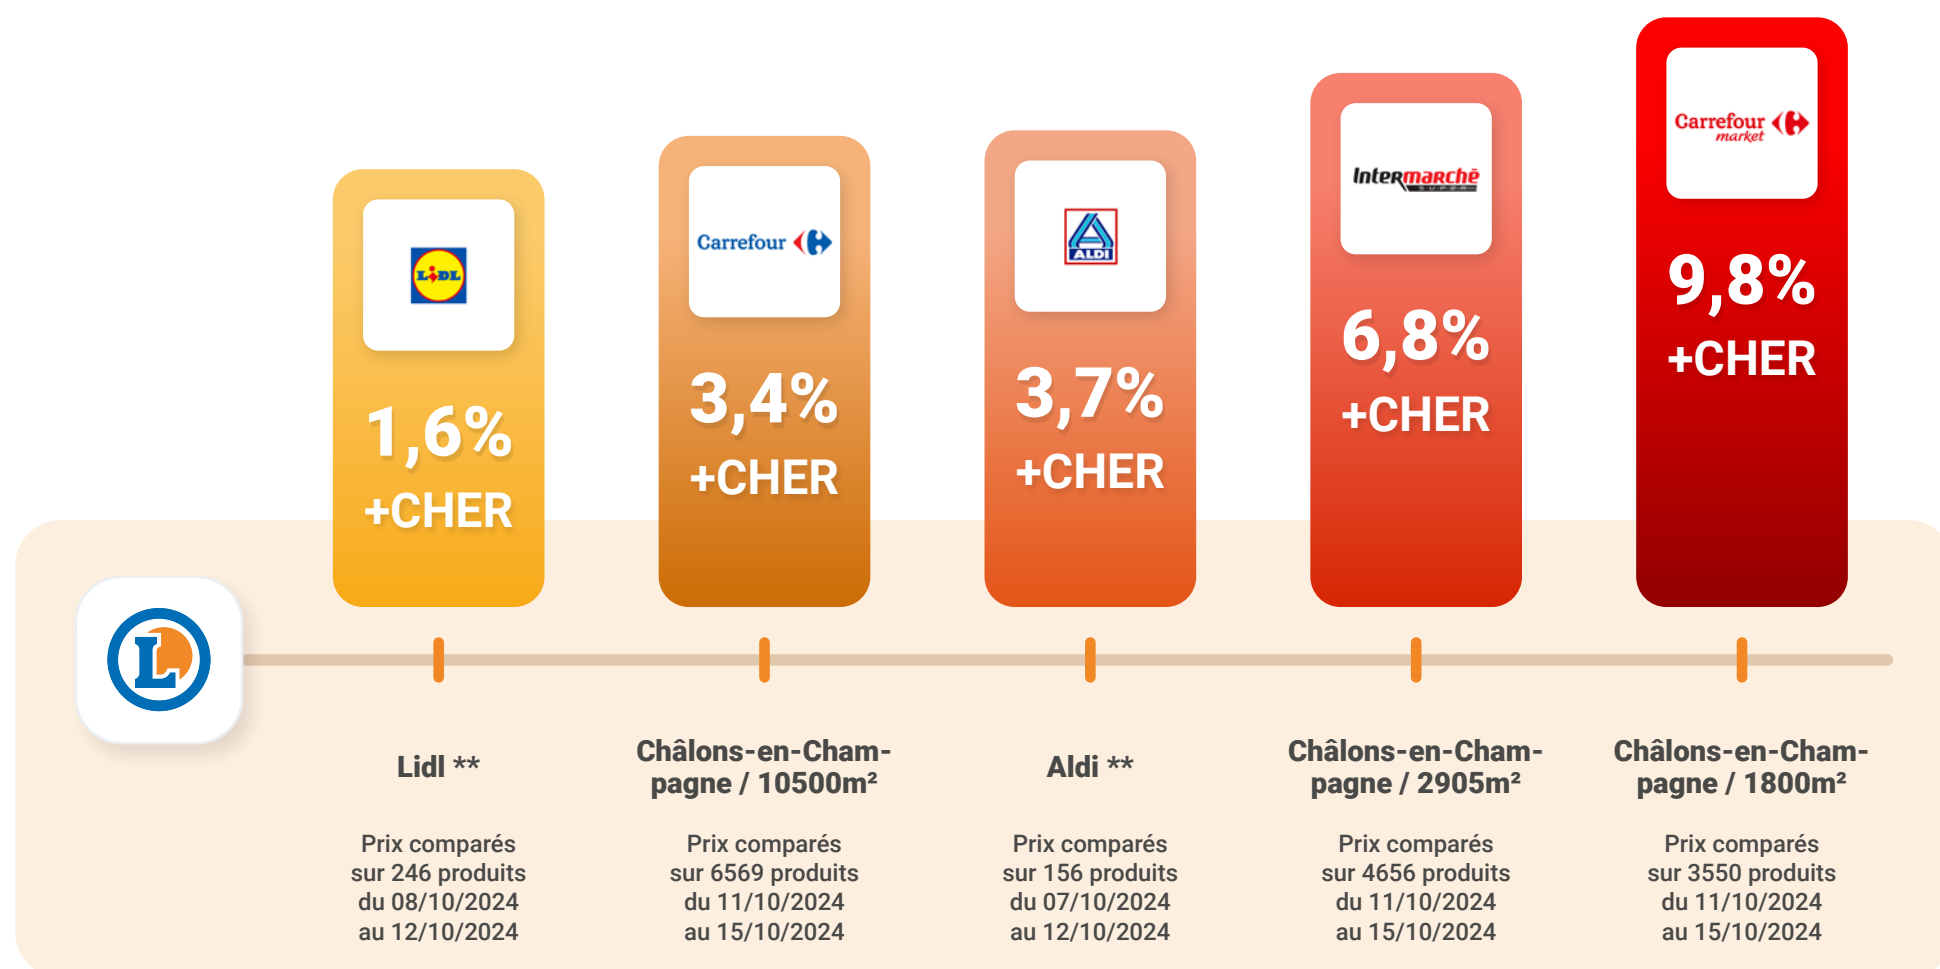 LiDL
1,6%
+CHER
Carrefour
3,4%
+CHER
ALDI
3,7%
+CHER
Intermarchē
SUPER
6,8%
+CHER
Carrefour
market
9,8%
+CHER
L
Lidl **
Prix comparés
sur 246 produits
du 08/10/2024
au 12/10/2024
Châlons-en-Cham-
pagne / 10500m²
Prix comparés
sur 6569 produits
du 11/10/2024
au 15/10/2024
Aldi **
Prix comparés
sur 156 produits
du 07/10/2024
au 12/10/2024
Châlons-en-Cham-
pagne / 2905m²
Prix comparés
sur 4656 produits
du 11/10/2024
au 15/10/2024
Châlons-en-Cham-
pagne / 1800m²
Prix comparés
sur 3550 produits
du 11/10/2024
au 15/10/2024